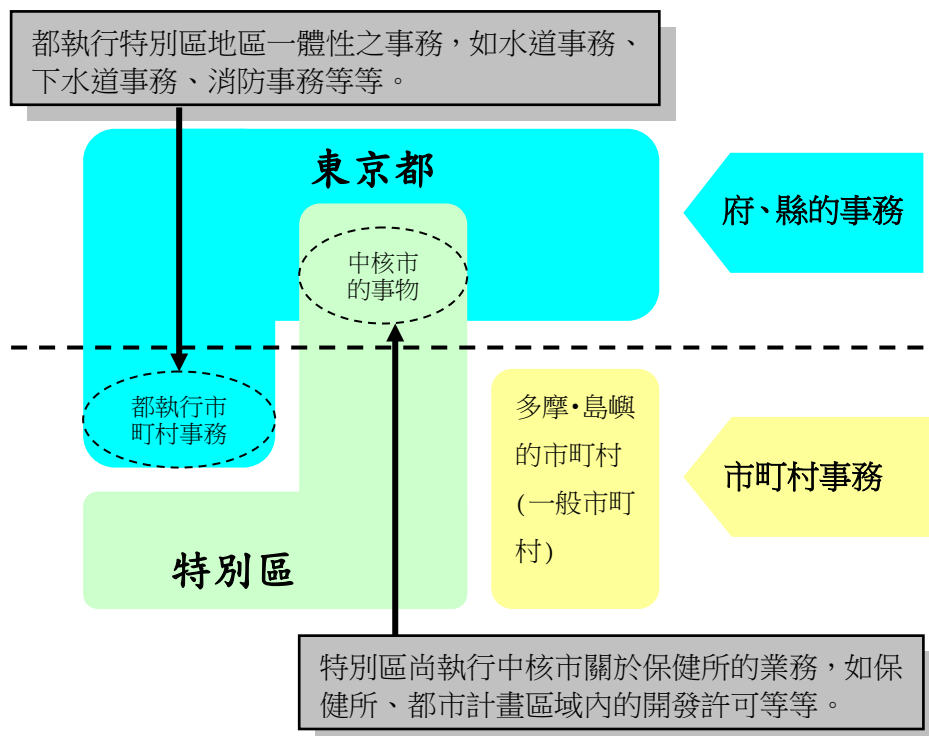 都執行特別區地區一體性之事務，如水道事務、
下水道事務、消防事務等等。
東京都
府、縣的事務
中核市
的事物
都執行市
町村事務
多摩•島嶼
的市町村
(一般市町
村)
市町村事務
特別區
特別區尚執行中核市關於保健所的業務，如保
健所、都市計畫區域內的開發許可等等。